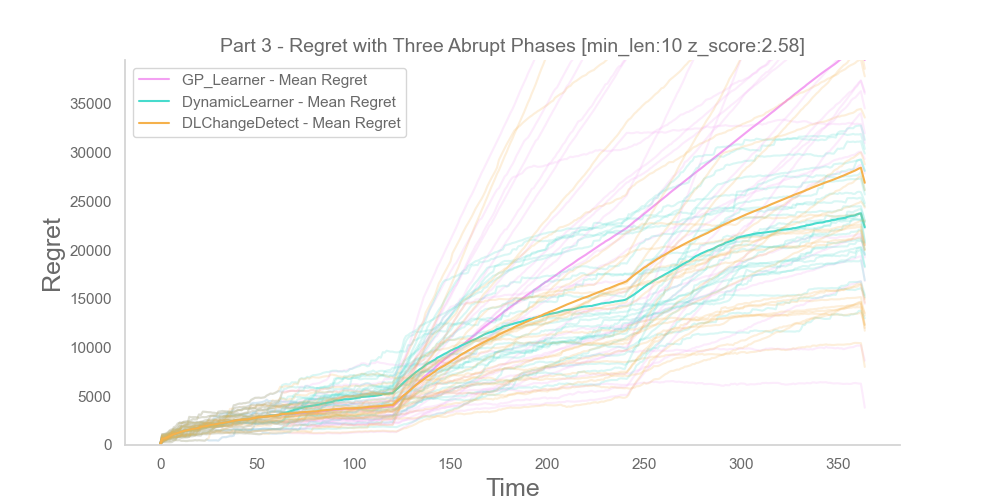 Part 3 - Regret with Three Abrupt Phases [min_len:10 z_score:2.58]
GP_Learner - Mean Regret
DynamicLearner - Mean Regret
DLChangeDetect - Mean Regret
Regret
35000
30000
25000
20000
15000
10000
5000
0
0 50 100 150 200 250 300 350
Time